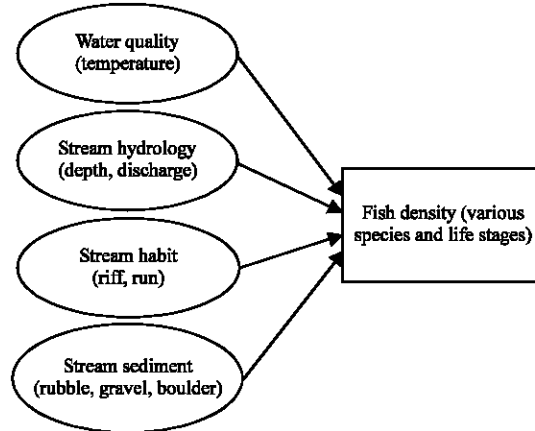 Water quality
(temperature)
Stream hydrology
(depth, discharge)
Stream habit
(riff, run)
Stream sediment
(rubble, gravel, boulder)
Fish density (various
species and life stages)